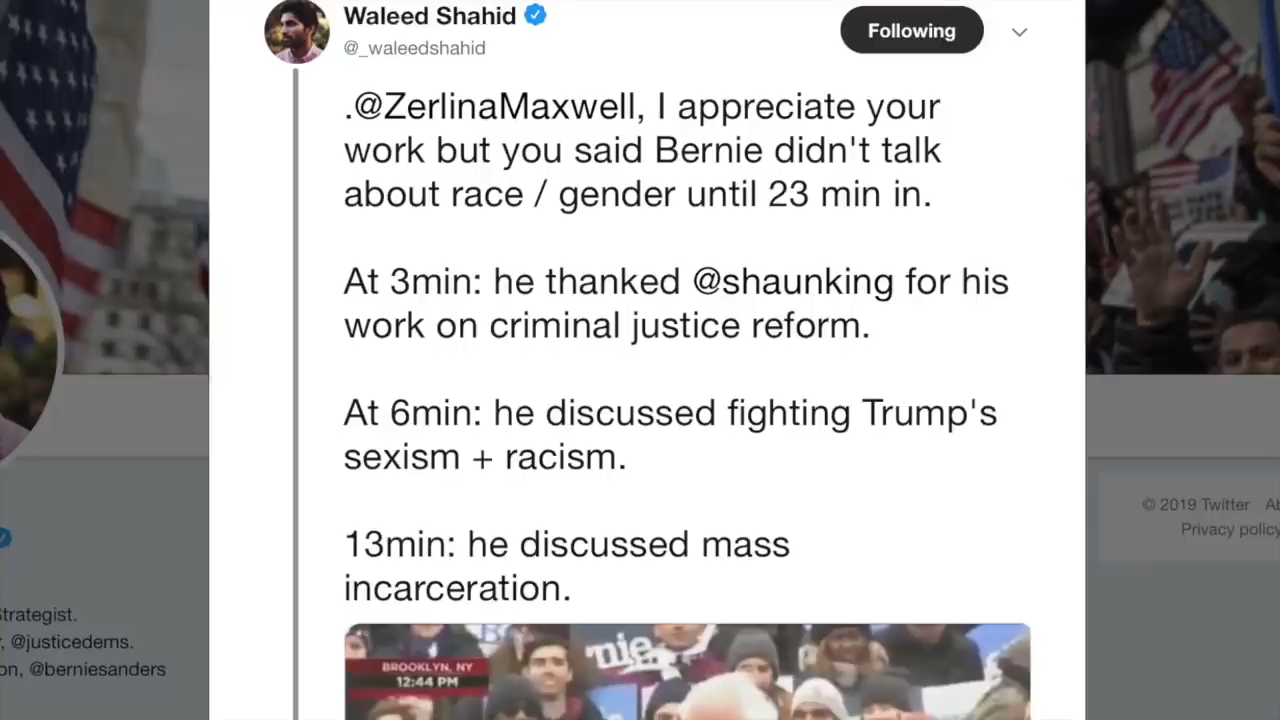 Waleed Shahid
@_waleedshahid
Following
.@ZerlinaMaxwell, I appreciate your
work but you said Bernie didn't talk
about race / gender until 23 min in.
At 3min: he thanked @shaunking for his
work on criminal justice reform.
At 6min: he discussed fighting Trump's
sexism + racism.
13min: he discussed mass
incarceration.
BROOKLYN, NY
12:44 PM
nie
trategist.
, @justicedems.
on, @berniesanders
© 2019 Twitter
Privacy policy